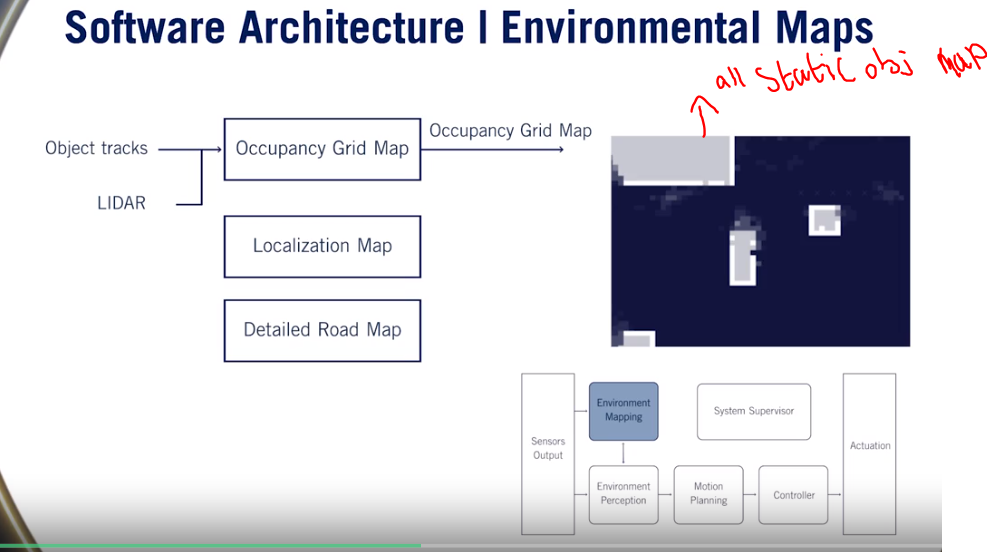 Software Architecture | Environmental Maps
all static obj map
Object tracks
LIDAR
Occupancy Grid Map
Occupancy Grid Map
Localization Map
Detailed Road Map
Sensors
Output
Environment
Mapping
System Supervisor
Environment
Perception
Motion
Planning
Controller
Actuation